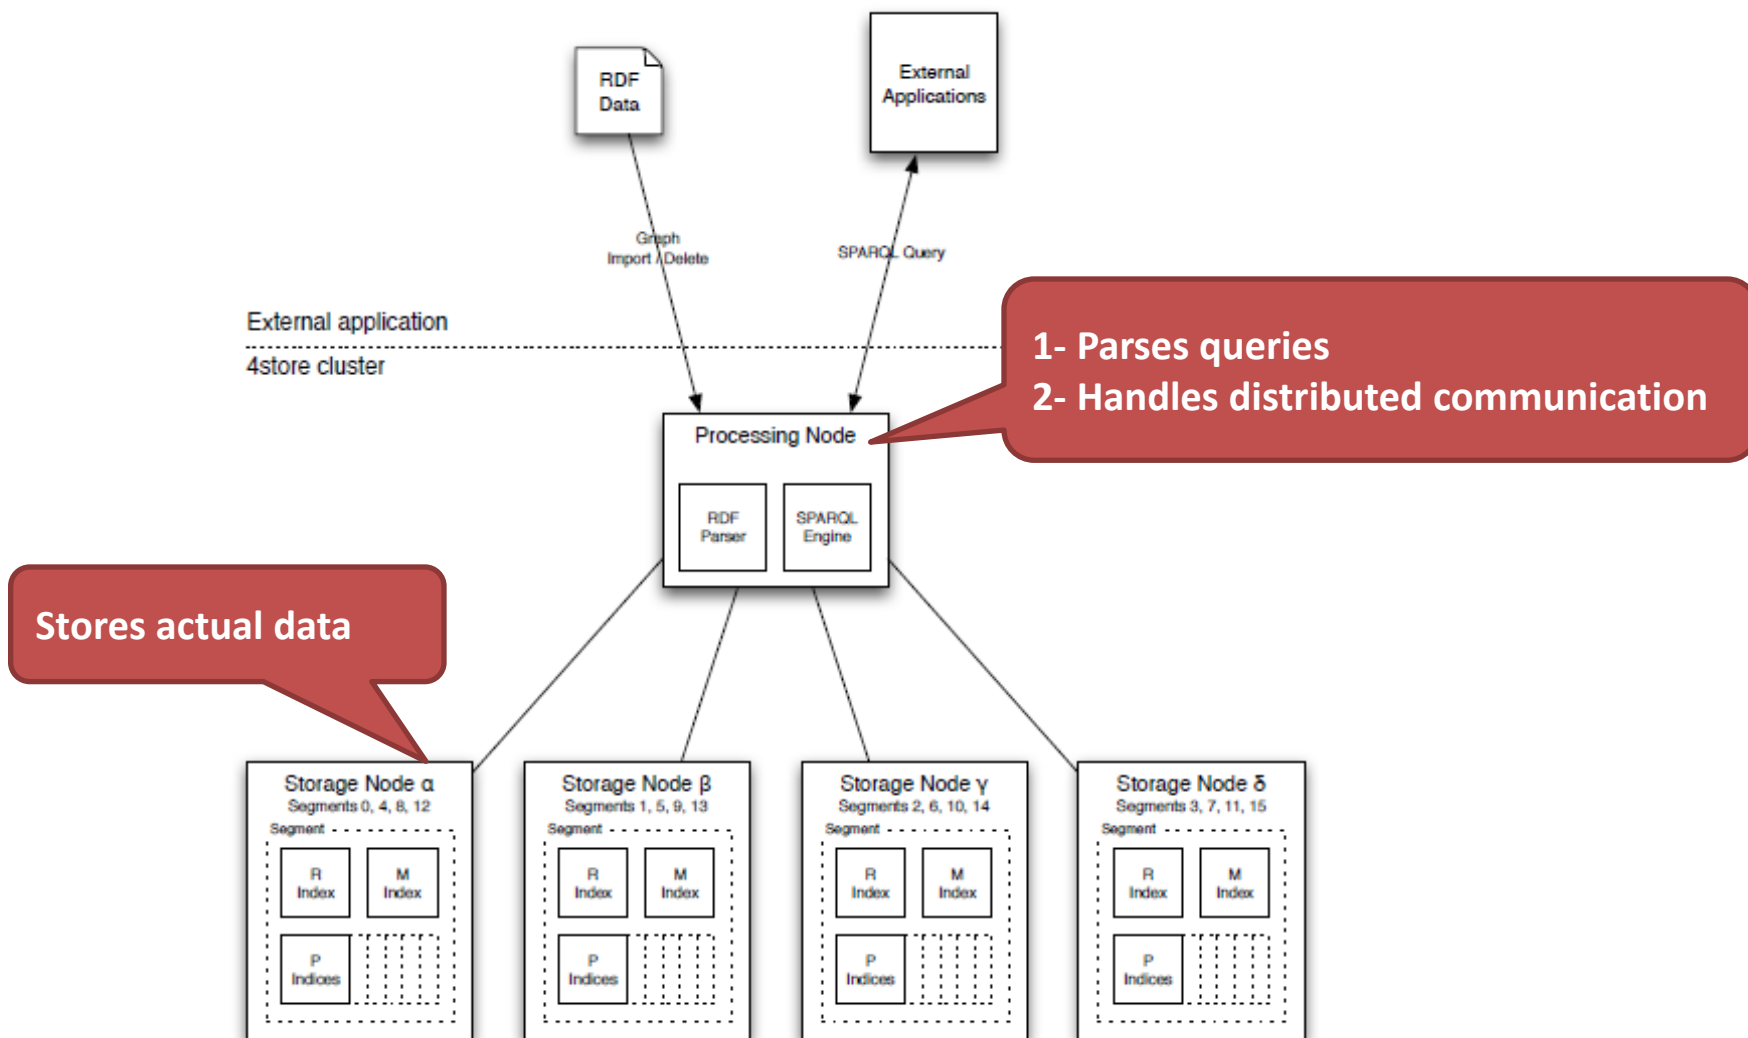 RDF
Data
External
Applications
Graph
Import / Delete
SPARQL Query
External application
4store cluster
1- Parses queries
2- Handles distributed communication
Processing Node
RDF
Parser
SPARQL
Engine
Stores actual data
Storage Node α
Segments 0, 4, 8, 12
Segment
R
Index
M
Index
P
Indices
Storage Node β
Segments 1, 5, 9, 13
Segment
R
Index
M
Index
P
Indices
Storage Node γ
Segments 2, 6, 10, 14
Segment
R
Index
M
Index
P
Indices
Storage Node δ
Segments 3, 7, 11, 15
Segment
R
Index
M
Index
P
Indices